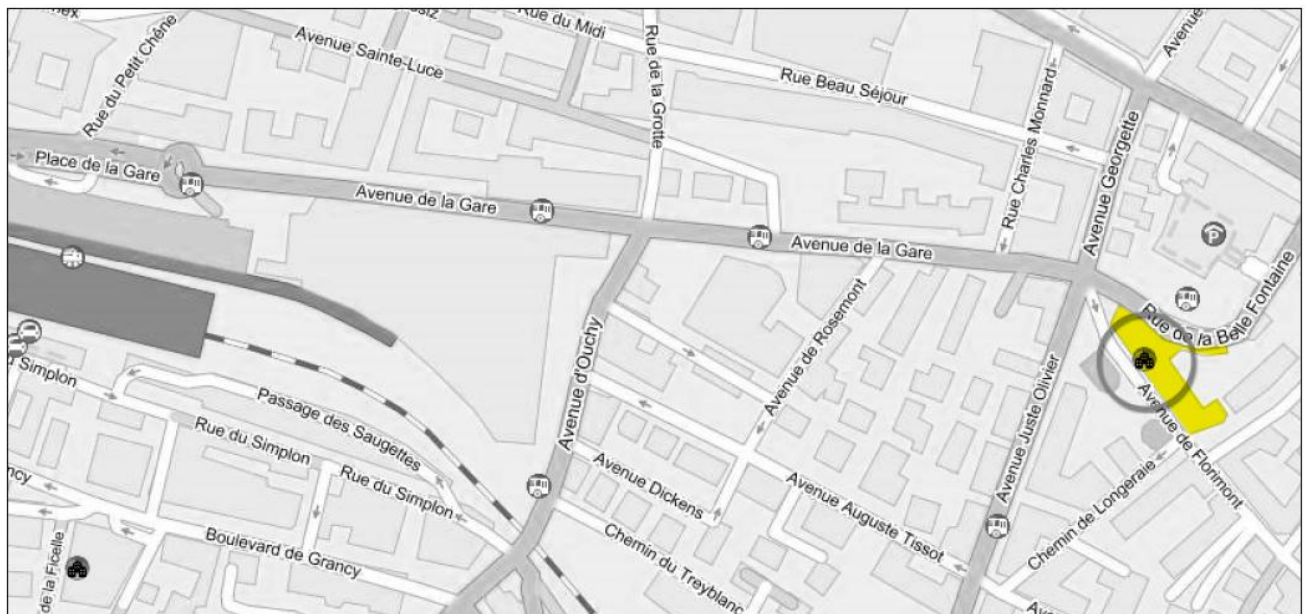 Rue du Petit Chêne
Avenue Sainte-Luce
Rue du Midi
Rue de la Grotte
Rue Beau Séjour
Rue Charles Monnard
Avenue Georgette
Avenue
Place de la Gare
Avenue de la Gare
Avenue de la Gare
P
Rue de la Belle Fontaine
Avenue de Rosemont
Avenue d'Ouchy
Avenue Juste Olivier
Avenue de Florimont
Simplon
Passage des Saugettes
Rue du Simplon
Rue du Simplon
Avenue Dickens
Avenue Auguste Tissot
Chemin de Longeraie
Boulevard de Grancy
Chemin du Treyblanc
de la Ficelle